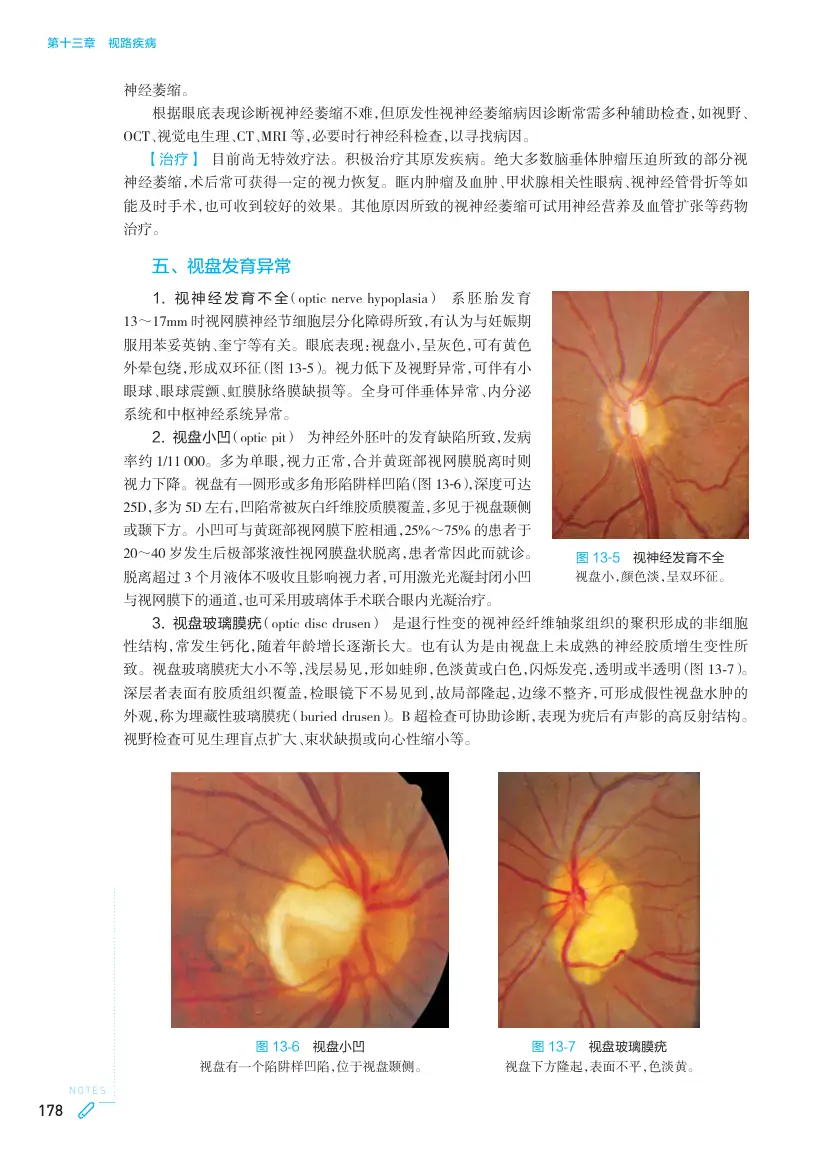 第十三章 视路疾病
神经萎缩。
根据眼底表现诊断视神经萎缩不难,但原发性视神经萎缩病因诊断常需多种辅助检查,如视野、
OCT、视觉电生理、CT、MRI 等,必要时行神经科检查,以寻找病因。
【治疗】 目前尚无特效疗法。积极治疗其原发疾病。绝大多数脑垂体肿瘤压迫所致的部分视
神经萎缩,术后常可获得一定的视力恢复。眶内肿瘤及血肿、甲状腺相关性眼病、视神经管骨折等如
能及时手术,也可收到较好的效果。其他原因所致的视神经萎缩可试用神经营养及血管扩张等药物
治疗。
五、视盘发育异常
1. 视神经发育不全(optic nerve hypoplasia) 系胚胎发育
13～17mm 时视网膜神经节细胞层分化障碍所致,有认为与妊娠期
服用苯妥英钠、奎宁等有关。眼底表现:视盘小,呈灰色,可有黄色
外晕包绕,形成双环征(图 13-5)。视力低下及视野异常,可伴有小
眼球、眼球震颤、虹膜脉络膜缺损等。全身可伴垂体异常、内分泌
系统和中枢神经系统异常。
2. 视盘小凹(optic pit) 为神经外胚叶的发育缺陷所致,发病
率约 1/11 000。多为单眼,视力正常,合并黄斑部视网膜脱离时则
视力下降。视盘有一圆形或多角形陷阱样凹陷(图 13-6),深度可达
25D,多为 5D 左右,凹陷常被灰白纤维胶质膜覆盖,多见于视盘颞侧
或颞下方。小凹可与黄斑部视网膜下腔相通,25%～75% 的患者于
20～40 岁发生后极部浆液性视网膜盘状脱离,患者常因此而就诊。
脱离超过 3 个月液体不吸收且影响视力者,可用激光光凝封闭小凹
与视网膜下的通道,也可采用玻璃体手术联合眼内光凝治疗。
图 13-5 视神经发育不全
视盘小,颜色淡,呈双环征。
3. 视盘玻璃膜疣(optic disc drusen) 是退行性变的视神经纤维轴浆组织的聚积形成的非细胞
性结构,常发生钙化,随着年龄增长逐渐长大。也有认为是由视盘上未成熟的神经胶质增生变性所
致。视盘玻璃膜疣大小不等,浅层易见,形如蛙卵,色淡黄或白色,闪烁发亮,透明或半透明(图 13-7)。
深层者表面有胶质组织覆盖,检眼镜下不易见到,故局部隆起,边缘不整齐,可形成假性视盘水肿的
外观,称为埋藏性玻璃膜疣(buried drusen)。B 超检查可协助诊断,表现为疣后有声影的高反射结构。
视野检查可见生理盲点扩大、束状缺损或向心性缩小等。
图 13-6 视盘小凹
视盘有一个陷阱样凹陷,位于视盘颞侧。
图 13-7 视盘玻璃膜疣
视盘下方隆起,表面不平,色淡黄。
NOTES
178